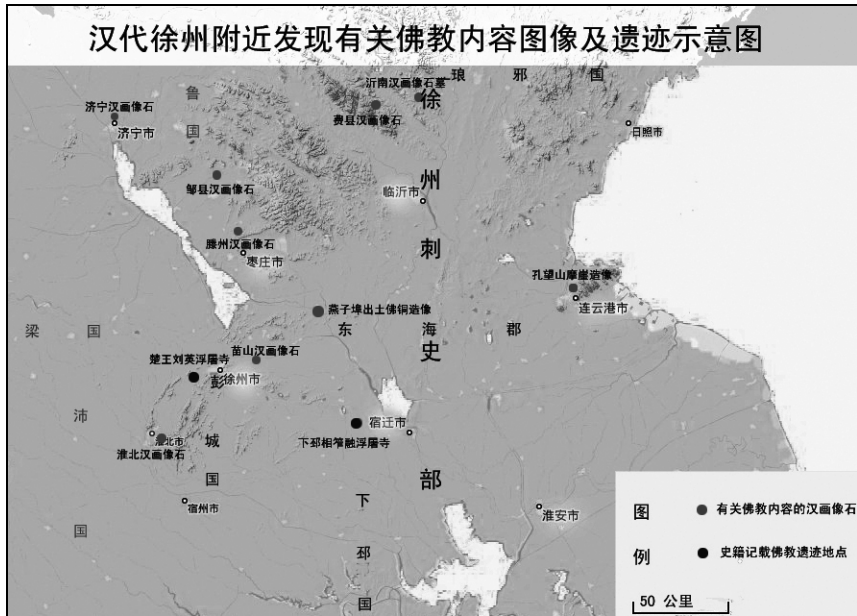 汉代徐州附近发现有关佛教内容图像及遗迹示意图
琅邪国
沂南汉画像石墓
徐州刺史部
费县汉画像石
济宁汉画像石
济宁市
鲁国
日照市
邹县汉画像石
临沂市
滕州汉画像石
枣庄市
孔望山摩崖造像
连云港市
燕子埠出土佛铜造像
东海郡
梁国
苗山汉画像石
楚王刘英浮屠寺
徐州市
彭城国
沛国
宿迁市
下邳相笮融浮屠寺
淮北市
淮北汉画像石
宿州市
下邳国
淮安市
图例
有关佛教内容的汉画像石
史籍记载佛教遗迹地点
50 公里